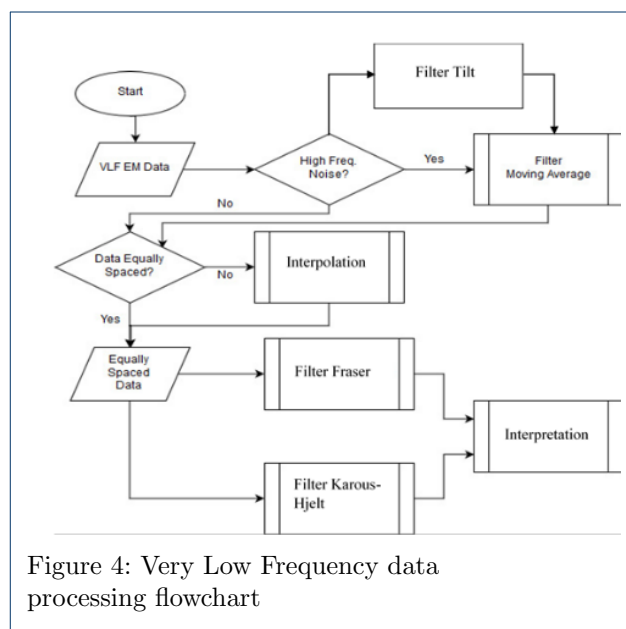 Start
VLF EM Data
High Freq.
Noise?
Filter Tilt
Yes
Filter
Moving Average
No
Data Equally
Spaced?
No
Interpolation
Yes
Equally
Spaced
Data
Filter Fraser
Filter Karous-
Hjelt
Interpretation
Figure 4: Very Low Frequency data
processing flowchart